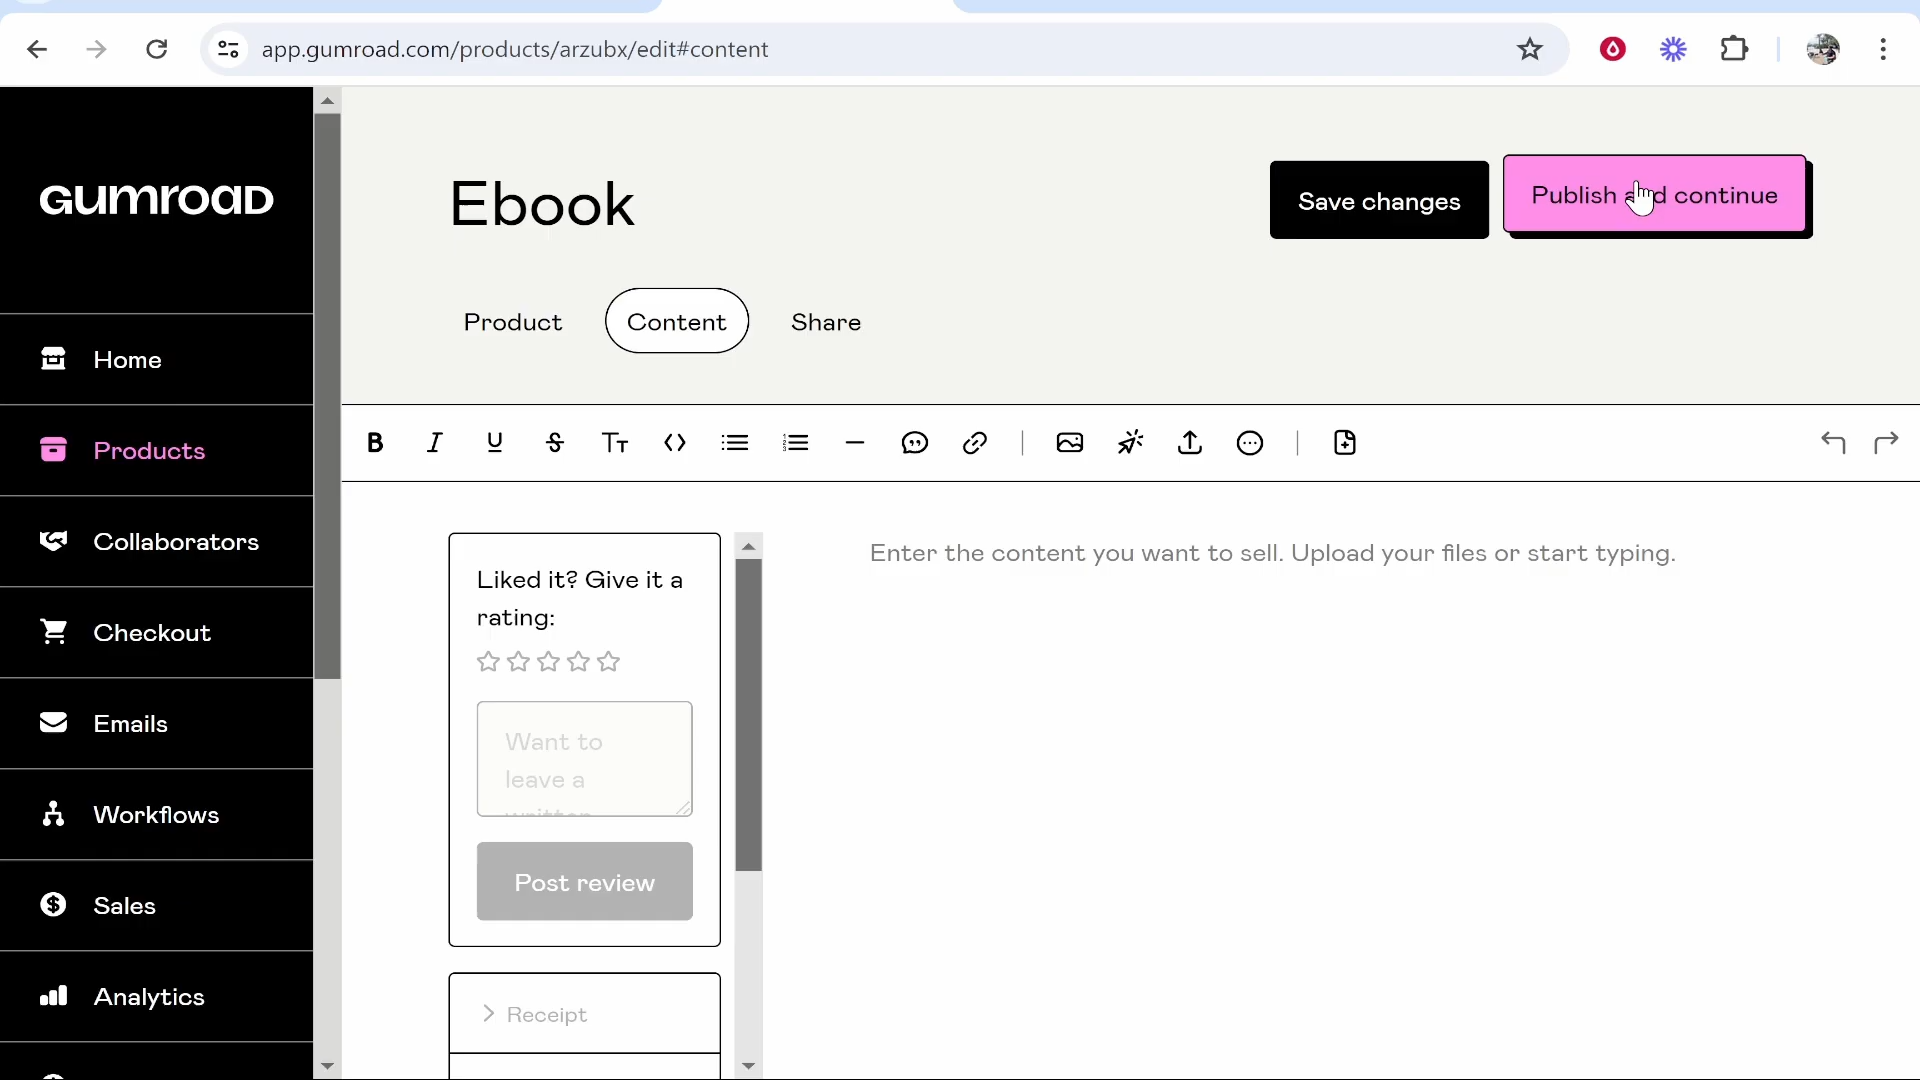 app.gumroad.com/products/arzubx/edit#content
GUMROAD
Home
Products
Collaborators
Checkout
Emails
Workflows
Sales
Analytics
Ebook
Save changes
Publish and continue
Product
Content
Share
Enter the content you want to sell. Upload your files or start typing.
Liked it? Give it a
rating:
Want to
leave a
written
Post review
Receipt